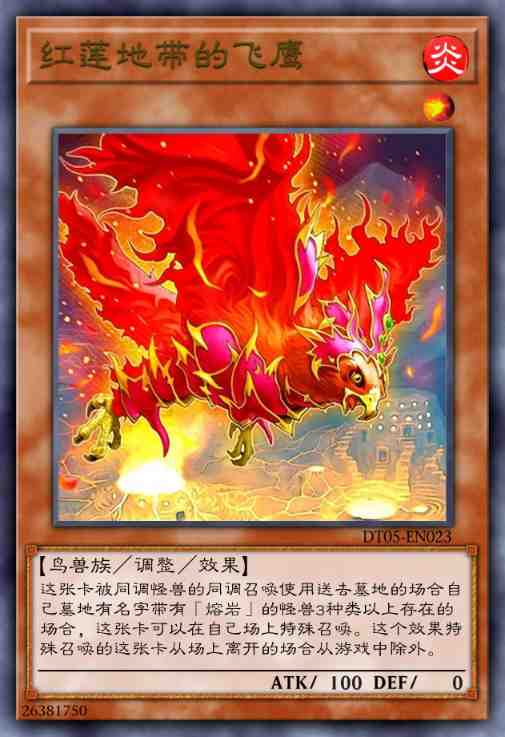 红莲地带的飞鹰
炎
DT05-EN023
【鸟兽族／调整／效果】
这张卡被同调怪兽的同调召唤使用送去墓地的场合自
己墓地有名字带有「熔岩」的怪兽3种类以上存在的
场合，这张卡可以在自己场上特殊召唤。这个效果特
殊召唤的这张卡从场上离开的场合从游戏中除外。
ATK/ 100 DEF/ 0
26381750